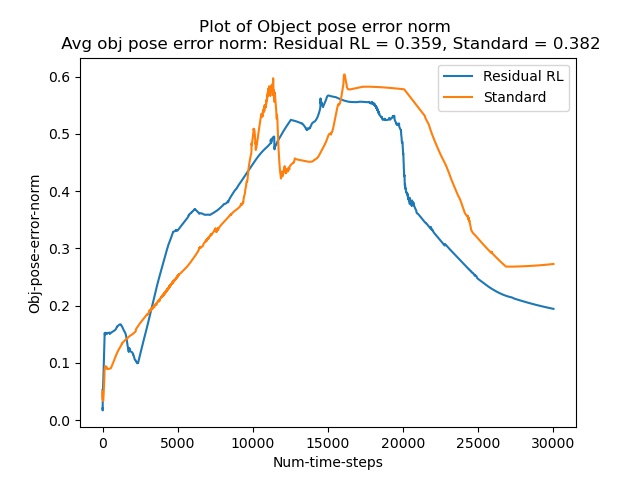 Plot of Object pose error norm
Avg obj pose error norm: Residual RL = 0.359, Standard = 0.382
Residual RL
Standard
Obj-pose-error-norm
0.6
0.5
0.4
0.3
0.2
0.1
0.0
0 5000 10000 15000 20000 25000 30000
Num-time-steps